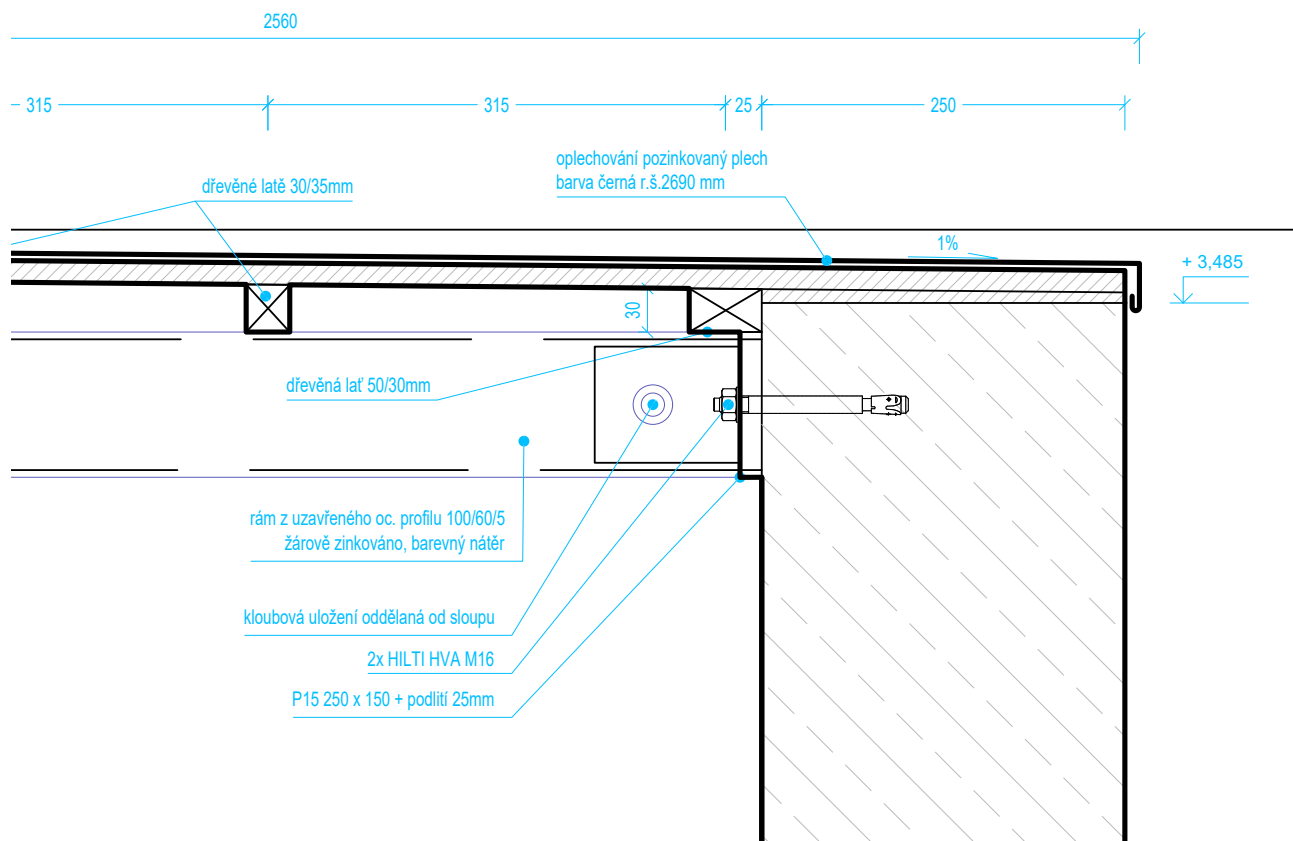 2560
315
315
25
250
oplechování pozinkovaný plech
barva černá r.š.2690 mm
dřevěné latě 30/35mm
1%
+ 3,485
30
dřevěná lať 50/30mm
rám z uzavřeného oc. profilu 100/60/5
žárově zinkováno, barevný nátěr
kloubová uložení oddělaná od sloupu
2x HILTI HVA M16
P15 250 x 150 + podlití 25mm